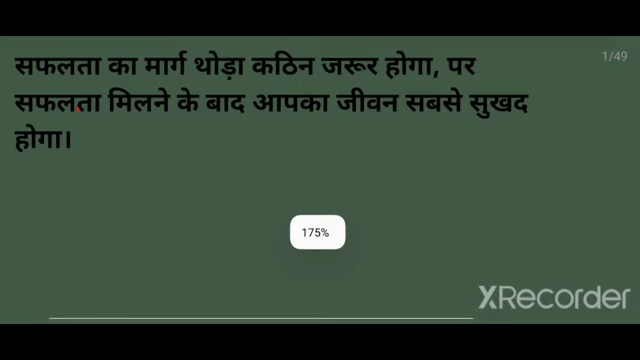 सफलता का मार्ग थोड़ा कठिन जरूर होगा, पर
सफलता मिलने के बाद आपका जीवन सबसे सुखद
होगा।
1/49
175%
XRecorder